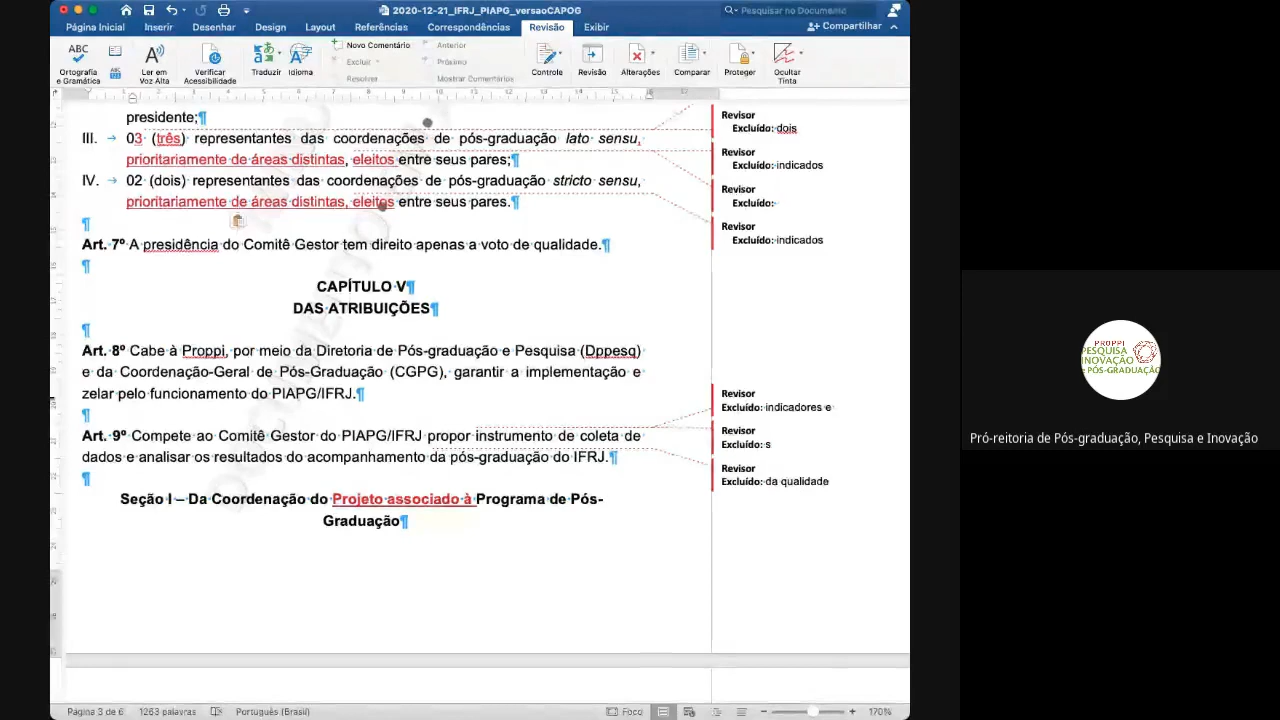 2020-12-21_IFRJ_PIAPG_versaoCAPOG
Pesquisar no Documento
Página Inicial Inserir Desenhar Design Layout Referências Correspondências Revisão Exibir Compartilhar
ABC
Ortografia e Gramática
Ler em Voz Alta
Verificar Acessibilidade
Traduzir Idioma
Novo Comentário
Excluir
Resolva
Anterior
Próximo
Mostrar Comentários
Controle Revisão Alterações Comparar Proteger Ocultar Tinta
presidente;¶
III. → 03 (três) representantes das coordenações de pós-graduação lato sensu,
prioritariamente de áreas distintas, eleitos entre seus pares;¶
IV. → 02 (dois) representantes das coordenações de pós-graduação stricto sensu,
prioritariamente de áreas distintas, eleitos entre seus pares.¶
¶
Art. 7º A presidência do Comitê Gestor tem direito apenas a voto de qualidade.¶
¶
CAPÍTULO V¶
DAS ATRIBUIÇÕES¶
¶
Art. 8º Cabe à Proppi, por meio da Diretoria de Pós-graduação e Pesquisa (Dppesq)
e da Coordenação-Geral de Pós-Graduação (CGPG), garantir a implementação e
zelar pelo funcionamento do PIAPG/IFRJ.¶
¶
Art. 9º Compete ao Comitê Gestor do PIAPG/IFRJ propor instrumento de coleta de
dados e analisar os resultados do acompanhamento da pós-graduação do IFRJ.¶
¶
Seção I – Da Coordenação do Projeto associado à Programa de Pós-
Graduação¶
Revisor
Excluído: dois
Revisor
Excluído: indicados
Revisor
Excluído:
Revisor
Excluído: indicados
Revisor
Excluído: indicadores e
Revisor
Excluído: s
Revisor
Excluído: da qualidade
Página 3 de 6 1263 palavras Português (Brasil) Foco 170%
PROPPI
PESQUISA
INOVAÇÃO
e PÓS-GRADUAÇÃO
Pró-reitoria de Pós-graduação, Pesquisa e Inovação